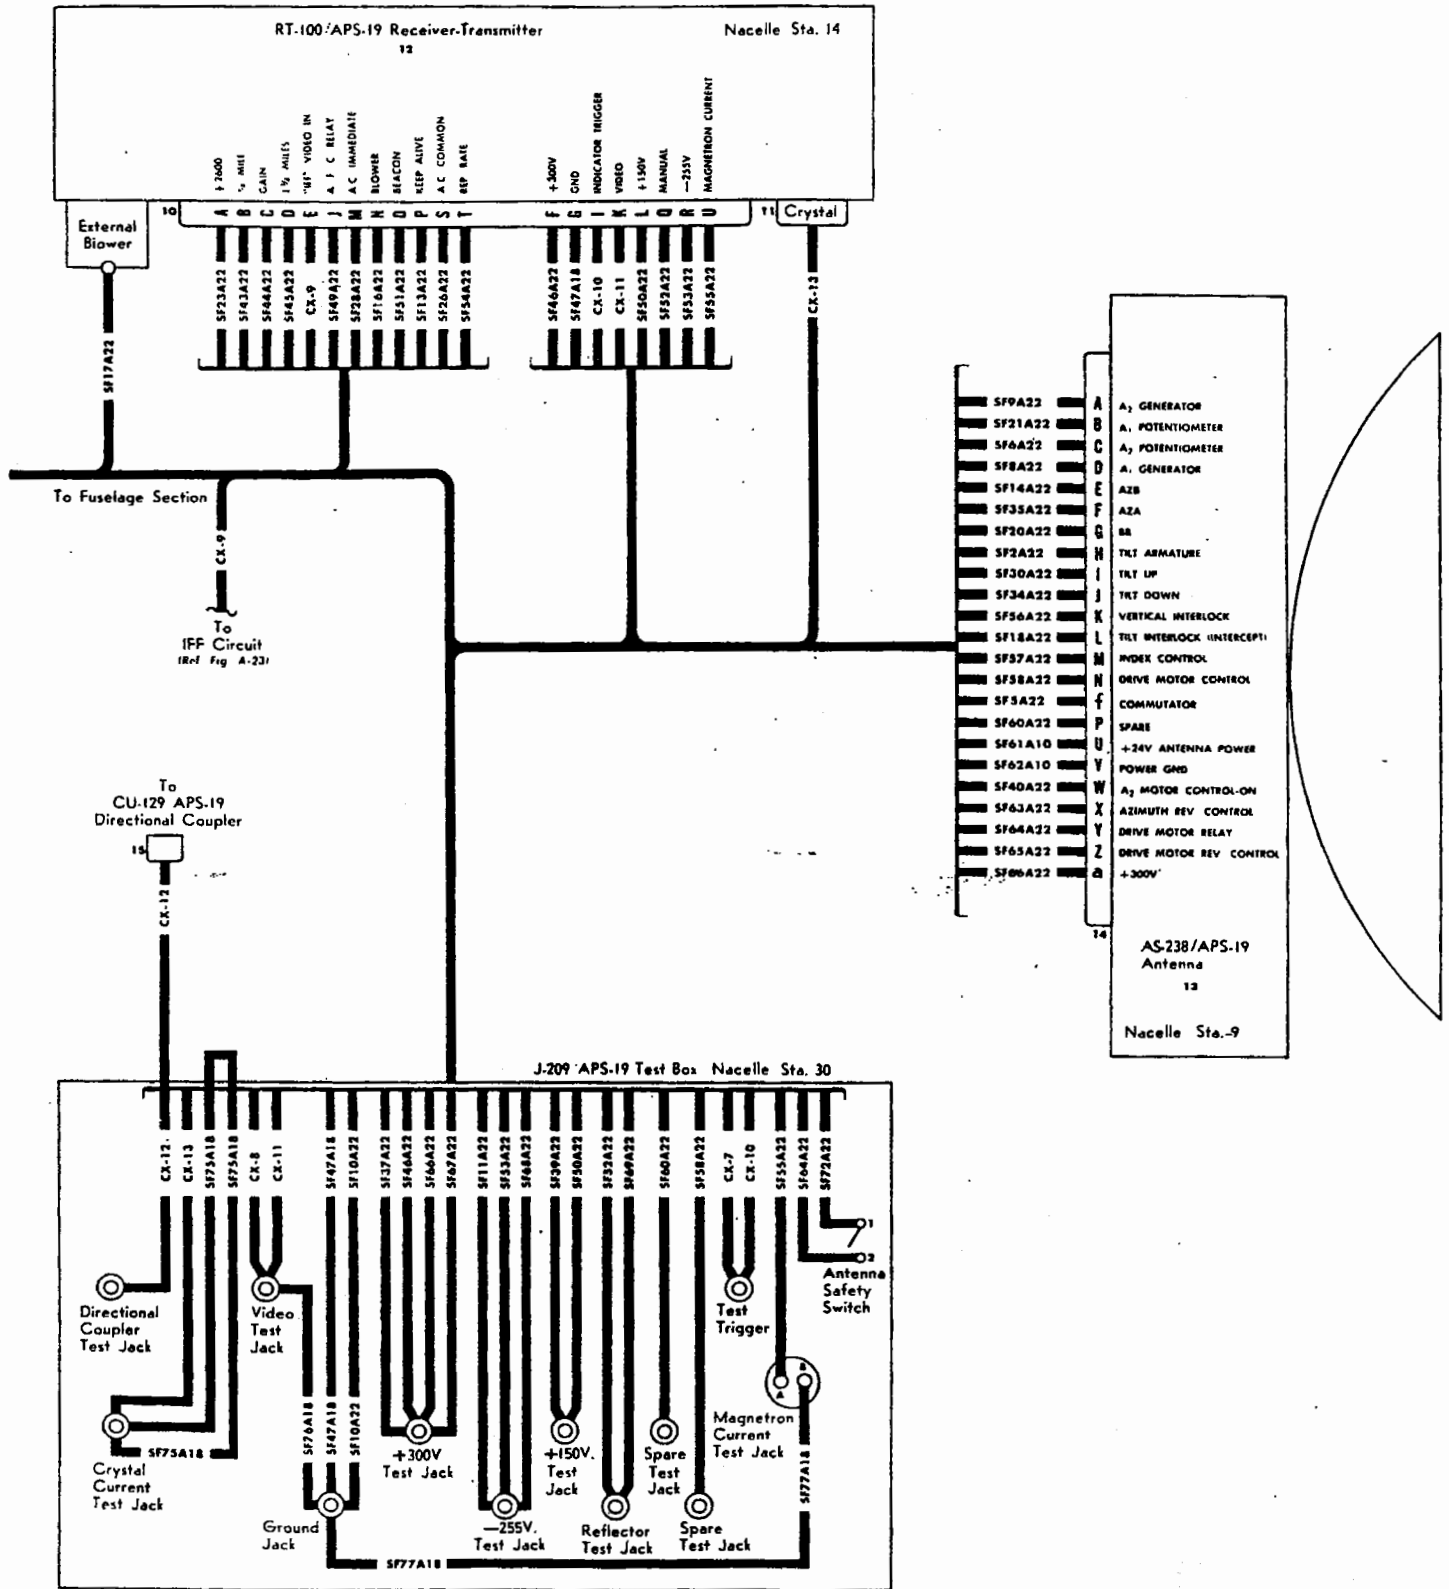 RT-100/APS-19 Receiver-Transmitter
12
Nacelle Sta. 14
+2600
¼ MILE
GAIN
1½ MILES
"IFF" VIDEO IN
A F C RELAY
A C IMMEDIATE
BLOWER
BEACON
KEEP ALIVE
A C COMMON
REP RATE
+300V
GND
INDICATOR TRIGGER
VIDEO
+150V
MANUAL
—255V
MAGNETRON CURRENT
10
A B C D E J M N O P S T
F G I K L Q R U
11
Crystal
External
Blower
SF17A22
SF23A22
SF43A22
SF44A22
SF45A22
CX-9
SF49A22
SF28A22
SF16A22
SF51A22
SF13A22
SF26A22
SF54A22
SF46A22
SF47A18
CX-10
CX-11
SF50A22
SF52A22
SF53A22
SF55A22
CX-13
To Fuselage Section
CX-9
To
IFF Circuit
(Ref Fig A-23)
SF9A22 A A₂ GENERATOR
SF21A22 B A₁ POTENTIOMETER
SF6A22 C A₂ POTENTIOMETER
SF8A22 D A₁ GENERATOR
SF14A22 E AZB
SF35A22 F AZA
SF20A22 G BB
SF2A22 H TILT ARMATURE
SF30A22 I TILT UP
SF34A22 J TILT DOWN
SF56A22 K VERTICAL INTERLOCK
SF18A22 L TILT INTERLOCK (INTERCEPT)
SF57A22 M INDEX CONTROL
SF58A22 N DRIVE MOTOR CONTROL
SF5A22 f COMMUTATOR
SF60A22 P SPARE
SF61A10 U +24V ANTENNA POWER
SF62A10 V POWER GND
SF40A22 W A₂ MOTOR CONTROL-ON
SF63A22 X AZIMUTH REV CONTROL
SF64A22 Y DRIVE MOTOR RELAY
SF65A22 Z DRIVE MOTOR REV CONTROL
SF66A22 a +300V
14
AS-238/APS-19
Antenna
13
Nacelle Sta.-9
To
CU-129 APS-19
Directional Coupler
15
CX-12
J-209 APS-19 Test Box Nacelle Sta. 30
CX-12
CX-13
SF75A18
SF75A18
CX-8
CX-11
SF47A18
SF10A22
SF37A22
SF46A22
SF66A22
SF67A22
SF11A22
SF53A22
SF68A22
SF39A22
SF50A22
SF32A22
SF69A22
SF60A22
SF58A22
CX-7
CX-10
SF55A22
SF64A22
SF72A22
1
2
Antenna
Safety
Switch
Directional
Coupler
Test Jack
Video
Test
Jack
Test
Trigger
A
B
Magnetron
Current
Test Jack
SF75A18
Crystal
Current
Test Jack
SF76A18
SF47A18
SF10A22
Ground
Jack
+300V
Test Jack
—255V.
Test Jack
+150V.
Test
Jack
Reflector
Test Jack
Spare
Test
Jack
Spare
Test Jack
SF77A18
SF77A18